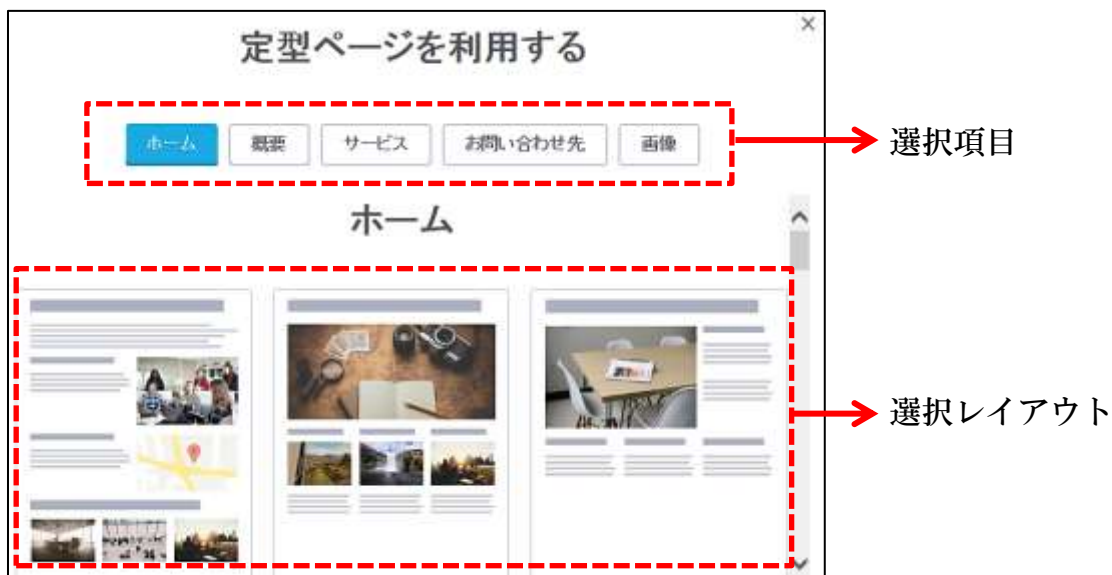 定型ページを利用する
×
ホーム 概要 サービス お問い合わせ先 画像
選択項目
ホーム
選択レイアウト